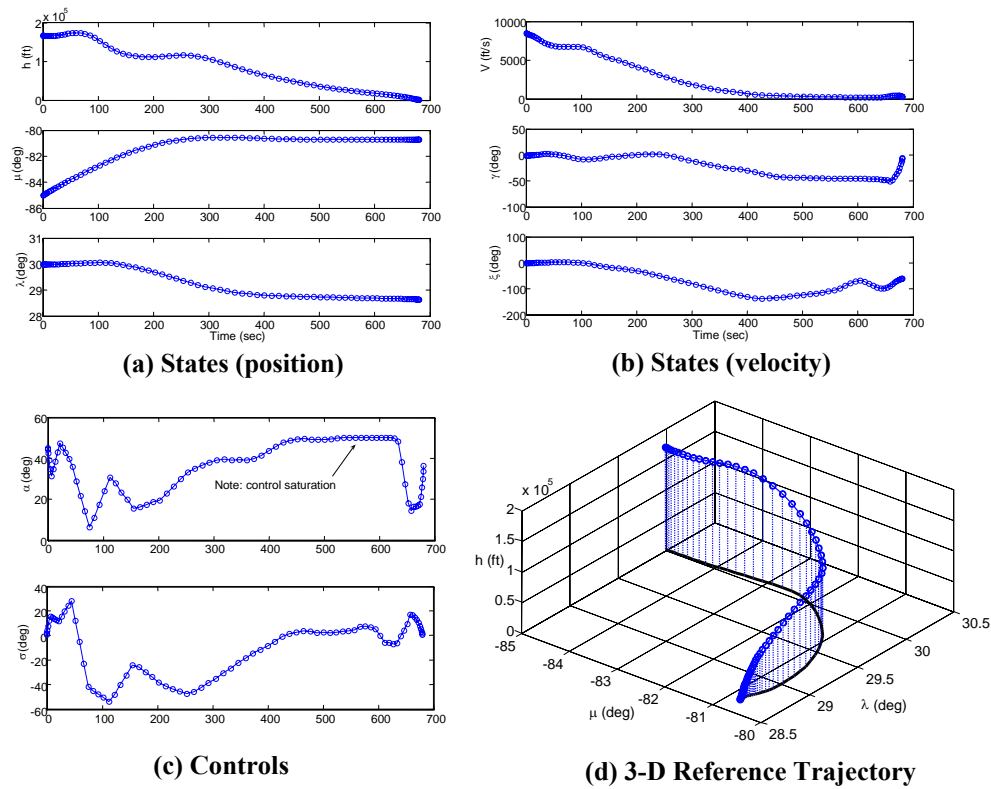 x 10^5
2
1
0
h (ft)
0 100 200 300 400 500 600 700
-80
-82
-84
-86
μ(deg)
0 100 200 300 400 500 600 700
31
30
29
28
λ(deg)
0 100 200 300 400 500 600 700
Time (sec)
(a) States (position)
10000
5000
0
V (ft/s)
0 100 200 300 400 500 600 700
50
0
-50
-100
γ(deg)
0 100 200 300 400 500 600 700
100
0
-100
-200
ξ(deg)
0 100 200 300 400 500 600 700
Time (sec)
(b) States (velocity)
60
40
20
0
α(deg)
Note: control saturation
0 100 200 300 400 500 600 700
40
20
0
-20
-40
-60
σ(deg)
0 100 200 300 400 500 600 700
(c) Controls
x 10^5
2
1.5
1
0.5
0
h (ft)
-85
-84
-83
-82
-81
-80
μ (deg)
28.5
29
29.5
30
30.5
λ (deg)
(d) 3-D Reference Trajectory